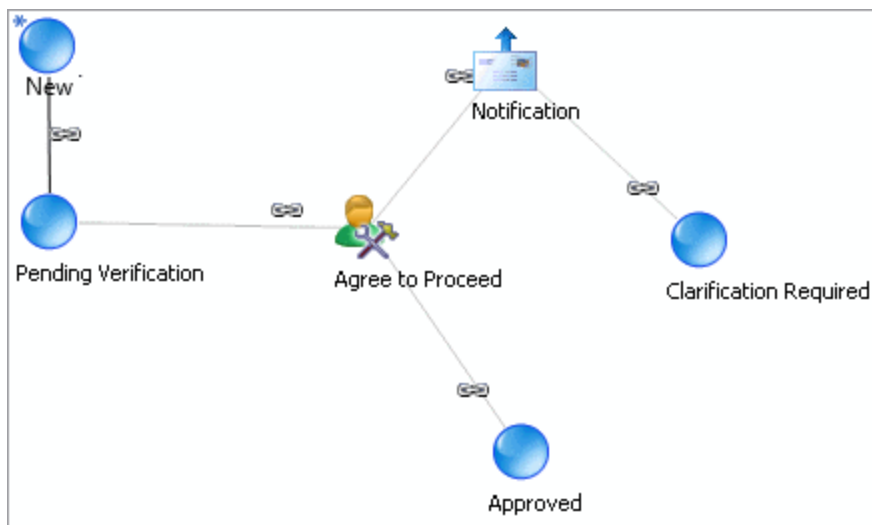 New
Notification
Pending Verification
Agree to Proceed
Clarification Required
Approved